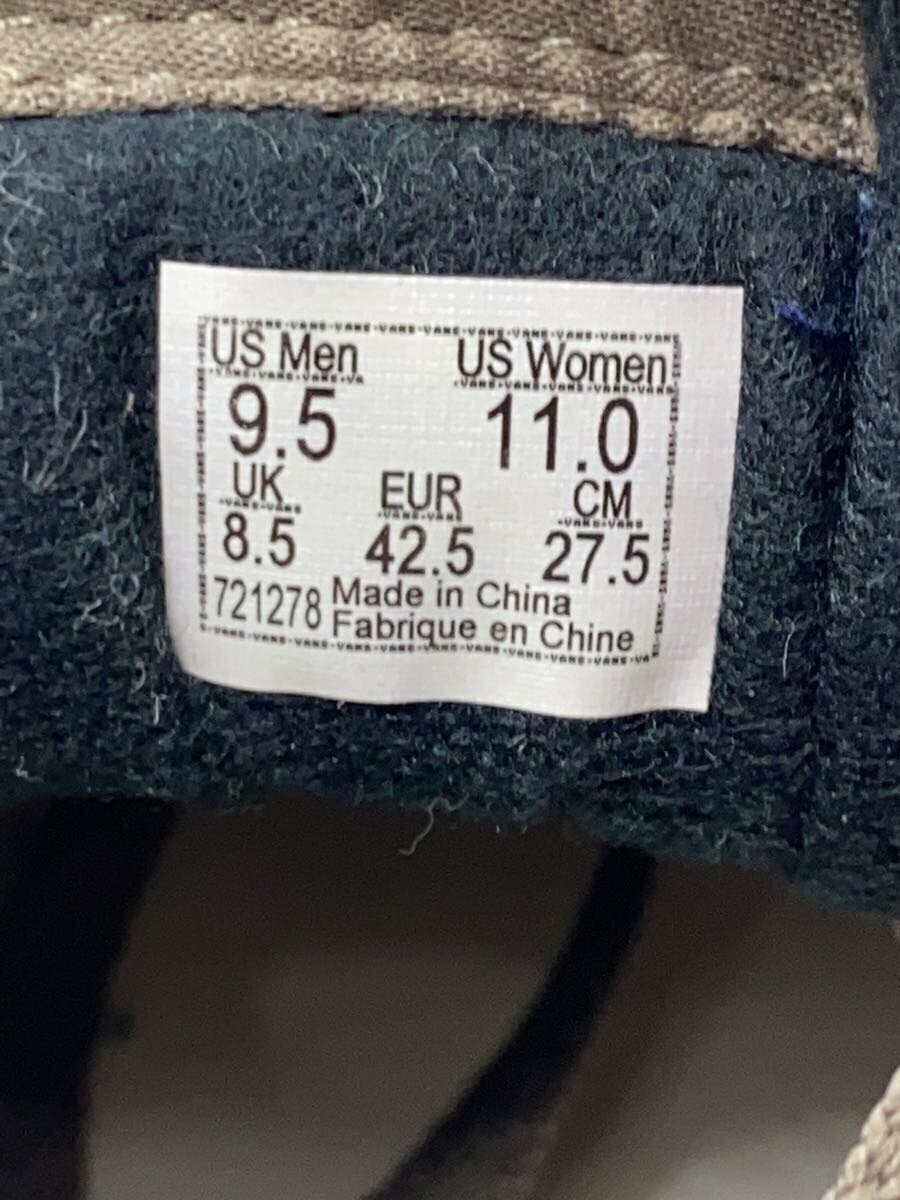 US Men US Women
9.5 11.0
UK EUR CM
8.5 42.5 27.5
721278 Made in China
Fabrique en Chine